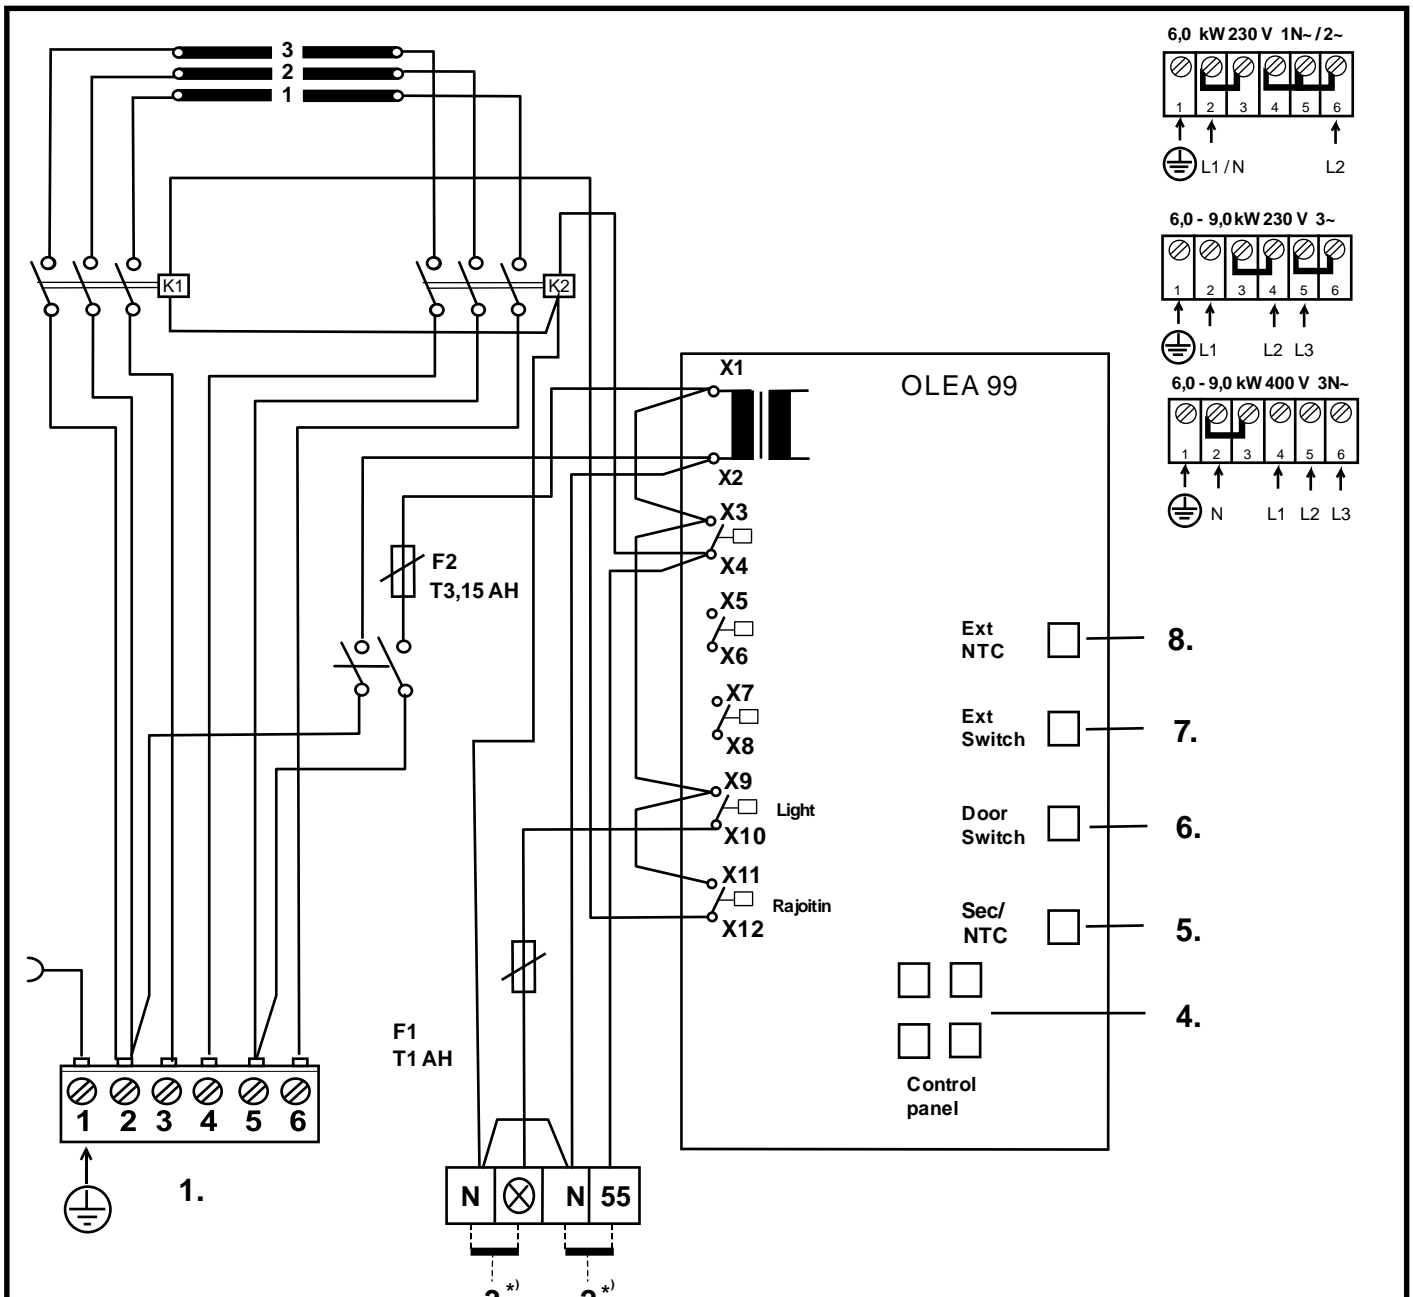 3
2
1
K1
K2
6,0 kW 230 V 1N~ / 2~
1 2 3 4 5 6
L1 / N L2
6,0 - 9,0 kW 230 V 3~
1 2 3 4 5 6
L1 L2 L3
6,0 - 9,0 kW 400 V 3N~
1 2 3 4 5 6
N L1 L2 L3
OLEA 99
X1
X2
X3
X4
X5
X6
X7
X8
X9
Light
X10
X11
Rajoitin
X12
F2
T3,15 AH
Ext
NTC
8.
Ext
Switch
7.
Door
Switch
6.
Sec/
NTC
5.
4.
Control
panel
F1
T1 AH
1 2 3 4 5 6
1.
N N 55
*) *)